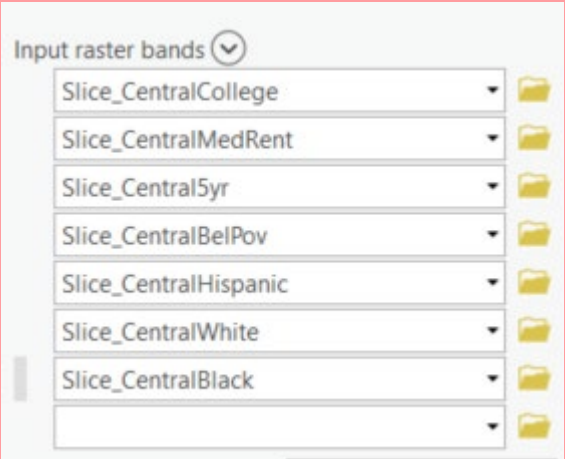 Input raster bands
Slice_CentralCollege
Slice_CentralMedRent
Slice_Central5yr
Slice_CentralBelPov
Slice_CentralHispanic
Slice_CentralWhite
Slice_CentralBlack